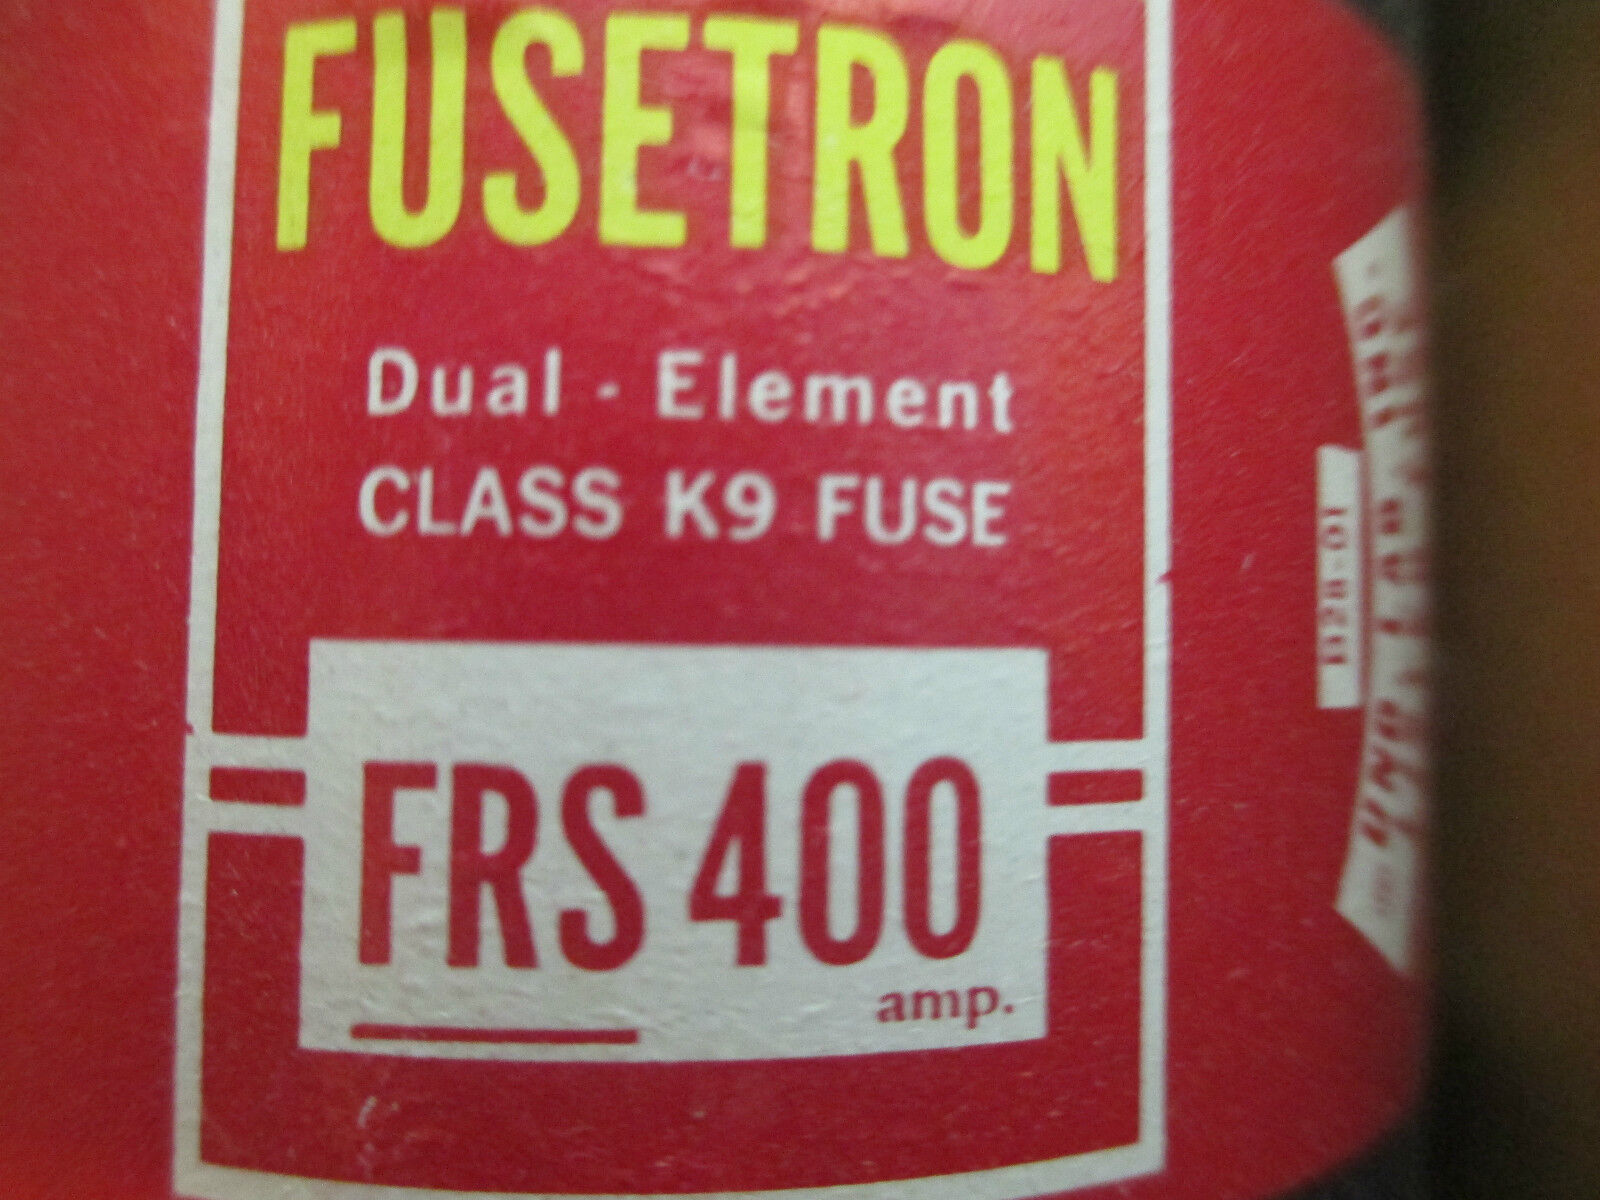 FUSETRON
Dual - Element
CLASS K9 FUSE
FRS 400
amp.